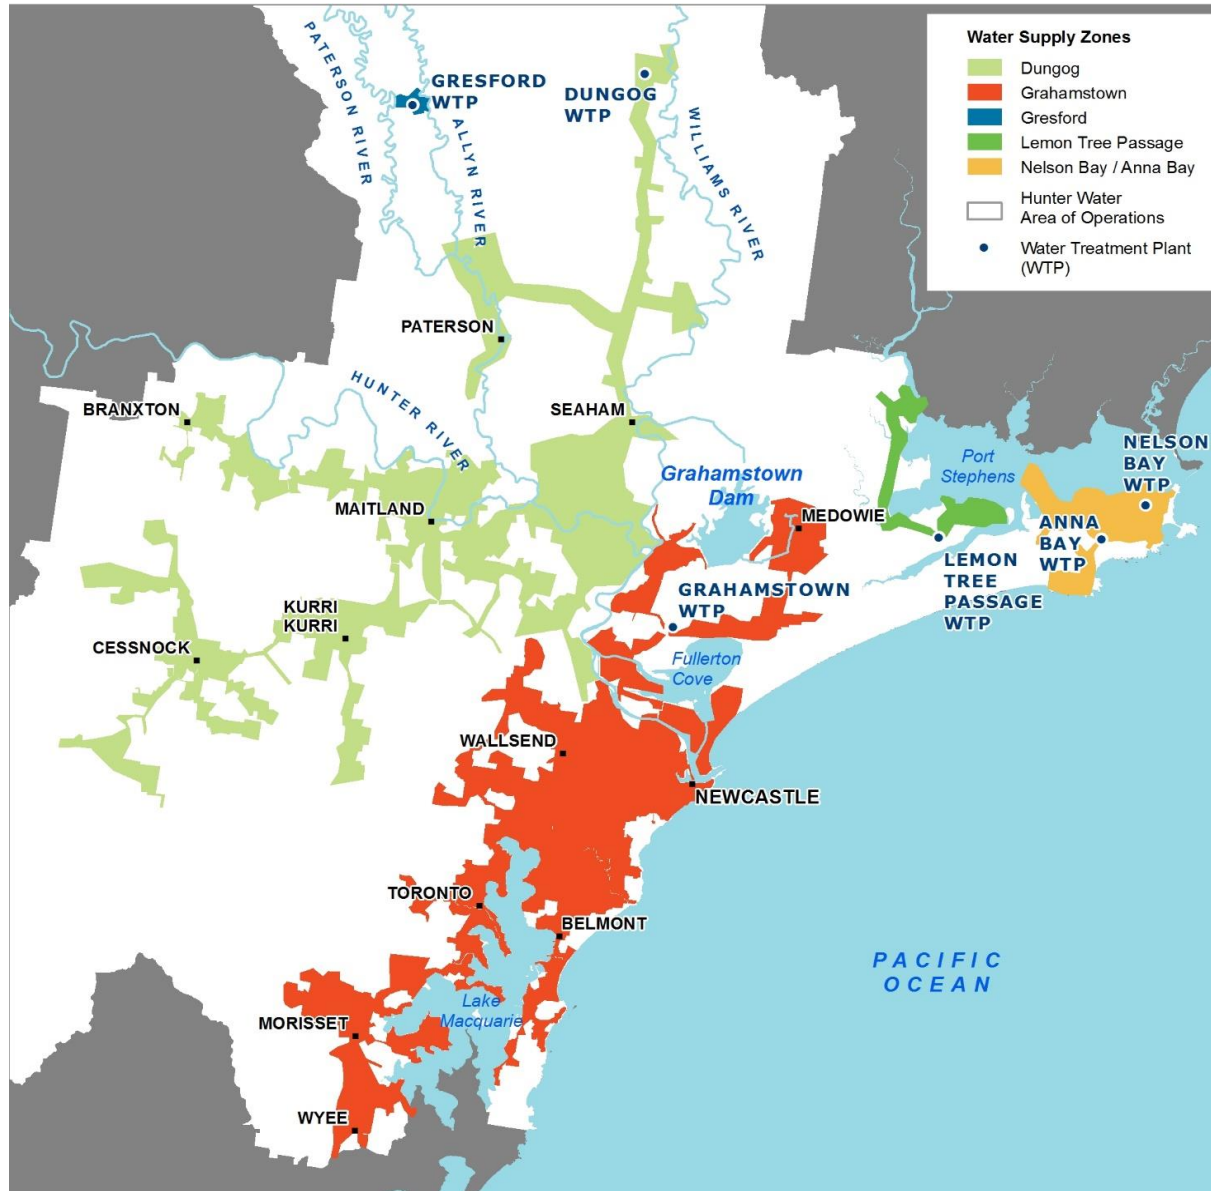 Water Supply Zones
Dungog
Grahamstown
Gresford
Lemon Tree Passage
Nelson Bay / Anna Bay
Hunter Water
Area of Operations
Water Treatment Plant
(WTP)
PATERSON RIVER
GRESFORD
WTP
ALLYN RIVER
DUNGOG
WTP
WILLIAMS RIVER
PATERSON
HUNTER RIVER
BRANXTON
SEAHAM
MAITLAND
Grahamstown
Dam
MEDOWIE
Port
Stephens
NELSON
BAY
WTP
ANNA
BAY
WTP
LEMON
TREE
PASSAGE
WTP
GRAHAMSTOWN
WTP
KURRI
KURRI
CESSNOCK
Fullerton
Cove
WALLSEND
NEWCASTLE
TORONTO
BELMONT
PACIFIC
OCEAN
Lake
Macquarie
MORISSET
WYEE